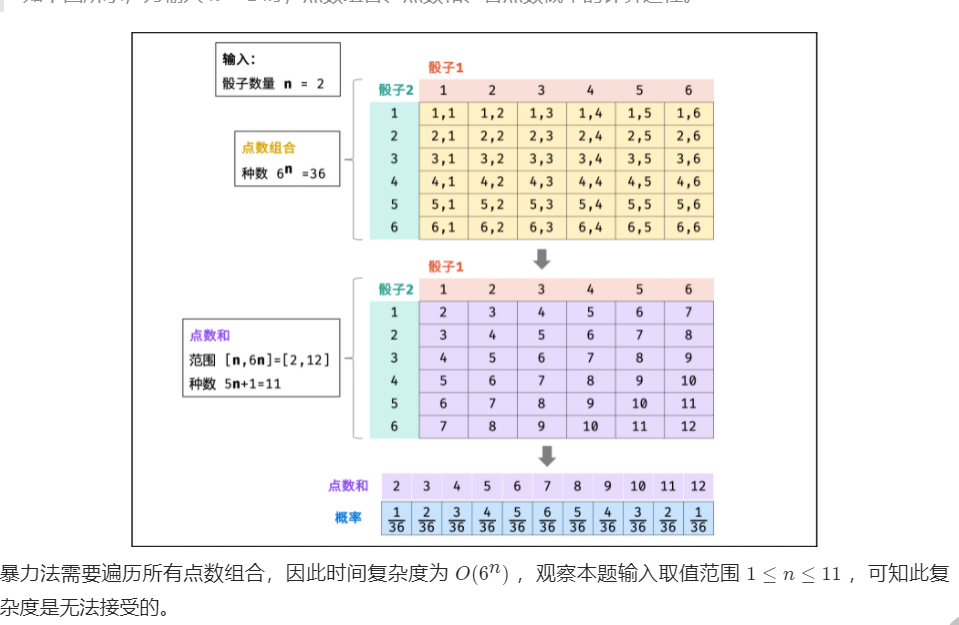 输入：
骰子数量 n = 2
点数组合
种数 6ⁿ =36
骰子1
骰子2 1 2 3 4 5 6
1 1,1 1,2 1,3 1,4 1,5 1,6
2 2,1 2,2 2,3 2,4 2,5 2,6
3 3,1 3,2 3,3 3,4 3,5 3,6
4 4,1 4,2 4,3 4,4 4,5 4,6
5 5,1 5,2 5,3 5,4 5,5 5,6
6 6,1 6,2 6,3 6,4 6,5 6,6
点数和
范围 [n,6n]=[2,12]
种数 5n+1=11
骰子1
骰子2 1 2 3 4 5 6
1 2 3 4 5 6 7
2 3 4 5 6 7 8
3 4 5 6 7 8 9
4 5 6 7 8 9 10
5 6 7 8 9 10 11
6 7 8 9 10 11 12
点数和 2 3 4 5 6 7 8 9 10 11 12
概率 1/36 2/36 3/36 4/36 5/36 6/36 5/36 4/36 3/36 2/36 1/36
暴力法需要遍历所有点数组合，因此时间复杂度为 O(6ⁿ) ，观察本题输入取值范围 1 ≤ n ≤ 11 ，可知此复
杂度是无法接受的。